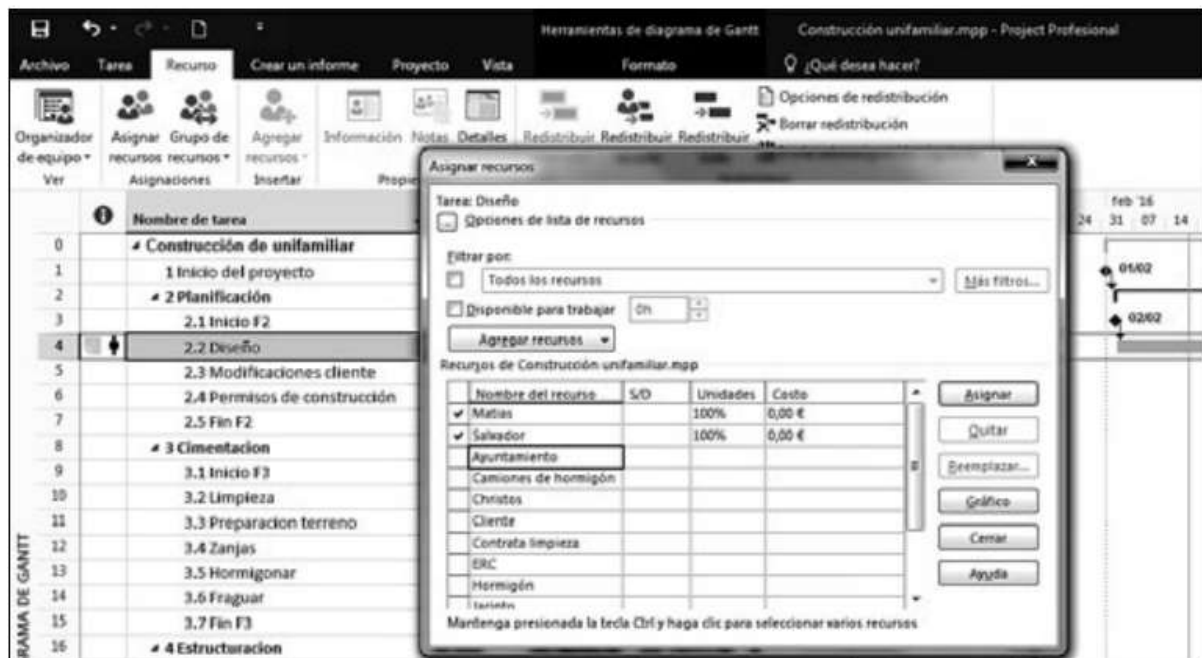 Herramientas de diagrama de Gantt
Construcción unifamiliar.mpp - Project Profesional
Archivo Tarea Recurso Crear un informe Proyecto Vista Formato ¿Qué desea hacer?
Organizador de equipo
Asignar recursos
Grupo de recursos
Agregar recursos
Información
Notas
Detalles
Redistribuir
Redistribuir
Redistribuir
Opciones de redistribución
Borrar redistribución
Ver
Asignaciones
Insertar
Asignar recursos
Tarea: Diseño
Opciones de lista de recursos
Filtrar por:
Todos los recursos
Más filtros...
Disponible para trabajar 0h
Agregar recursos
Recursos de Construcción unifamiliar.mpp
Nombre del recurso S/D Unidades Costo
Matias 100% 0,00 €
Salvador 100% 0,00 €
Ayuntamiento
Camiones de hormigón
Christos
Cliente
Contrata limpieza
ERC
Hormigón
Jacinto
Asignar
Quitar
Reemplazar...
Gráfico
Cerrar
Ayuda
Mantenga presionada la tecla Ctrl y haga clic para seleccionar varios recursos
Nombre de tarea
0 Construcción de unifamiliar
1 1 Inicio del proyecto
2 2 Planificación
3 2.1 Inicio F2
4 2.2 Diseño
5 2.3 Modificaciones cliente
6 2.4 Permisos de construcción
7 2.5 Fin F2
8 3 Cimentacion
9 3.1 Inicio F3
10 3.2 Limpieza
11 3.3 Preparacion terreno
12 3.4 Zanjas
13 3.5 Hormigonar
14 3.6 Fraguar
15 3.7 Fin F3
16 4 Estructuracion
feb '16
24 31 07 14
01/02
02/02
RAMA DE GANTT